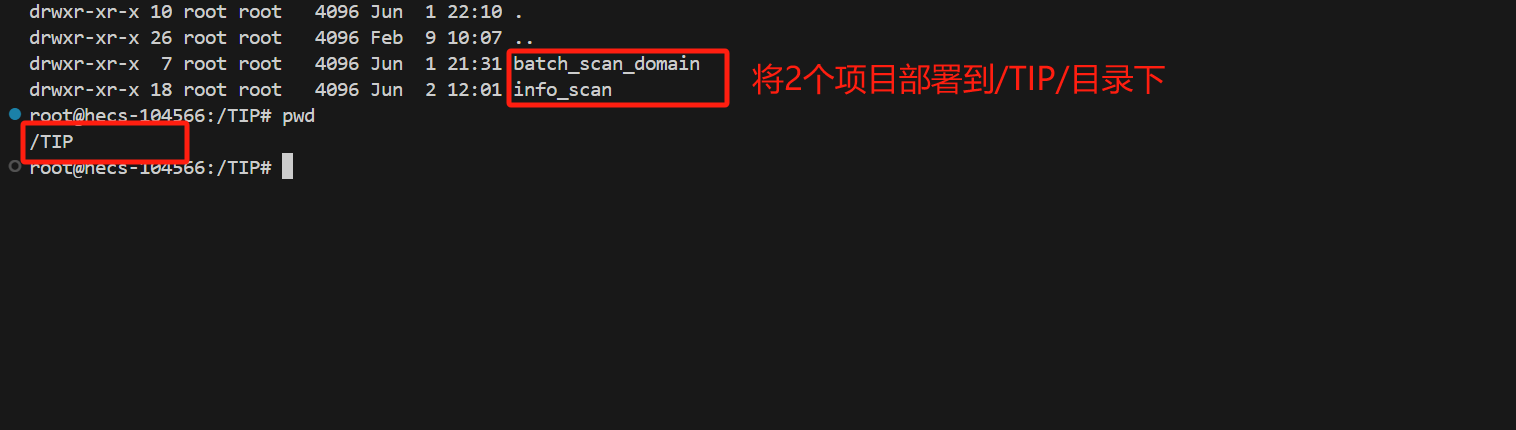 drwxr-xr-x 10 root root   4096 Jun  1 22:10 .
drwxr-xr-x 26 root root   4096 Feb  9 10:07 ..
drwxr-xr-x  7 root root   4096 Jun  1 21:31 batch_scan_domain
drwxr-xr-x 18 root root   4096 Jun  2 12:01 info_scan
将2个项目部署到/TIP/目录下
root@hecs-104566:/TIP# pwd
/TIP
root@hecs-104566:/TIP#